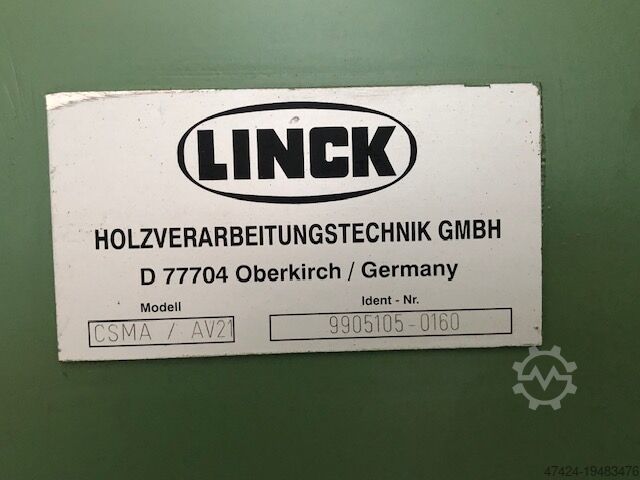 LINCK
HOLZVERARBEITUNGSTECHNIK GMBH
D 77704 Oberkirch / Germany
Modell Ident - Nr.
CSMA / AV21 9905105-0160
47424-19483476